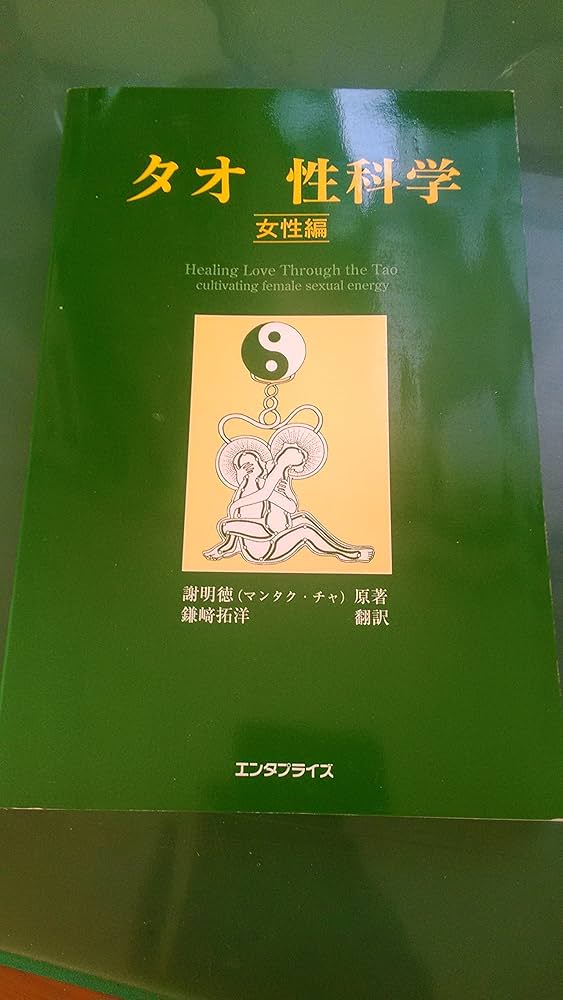 タオ 性科学
女性編
Healing Love Through the Tao
cultivating female sexual energy
謝明徳(マンタク・チャ) 原著
鎌﨑拓洋 翻訳
エンタプライズ